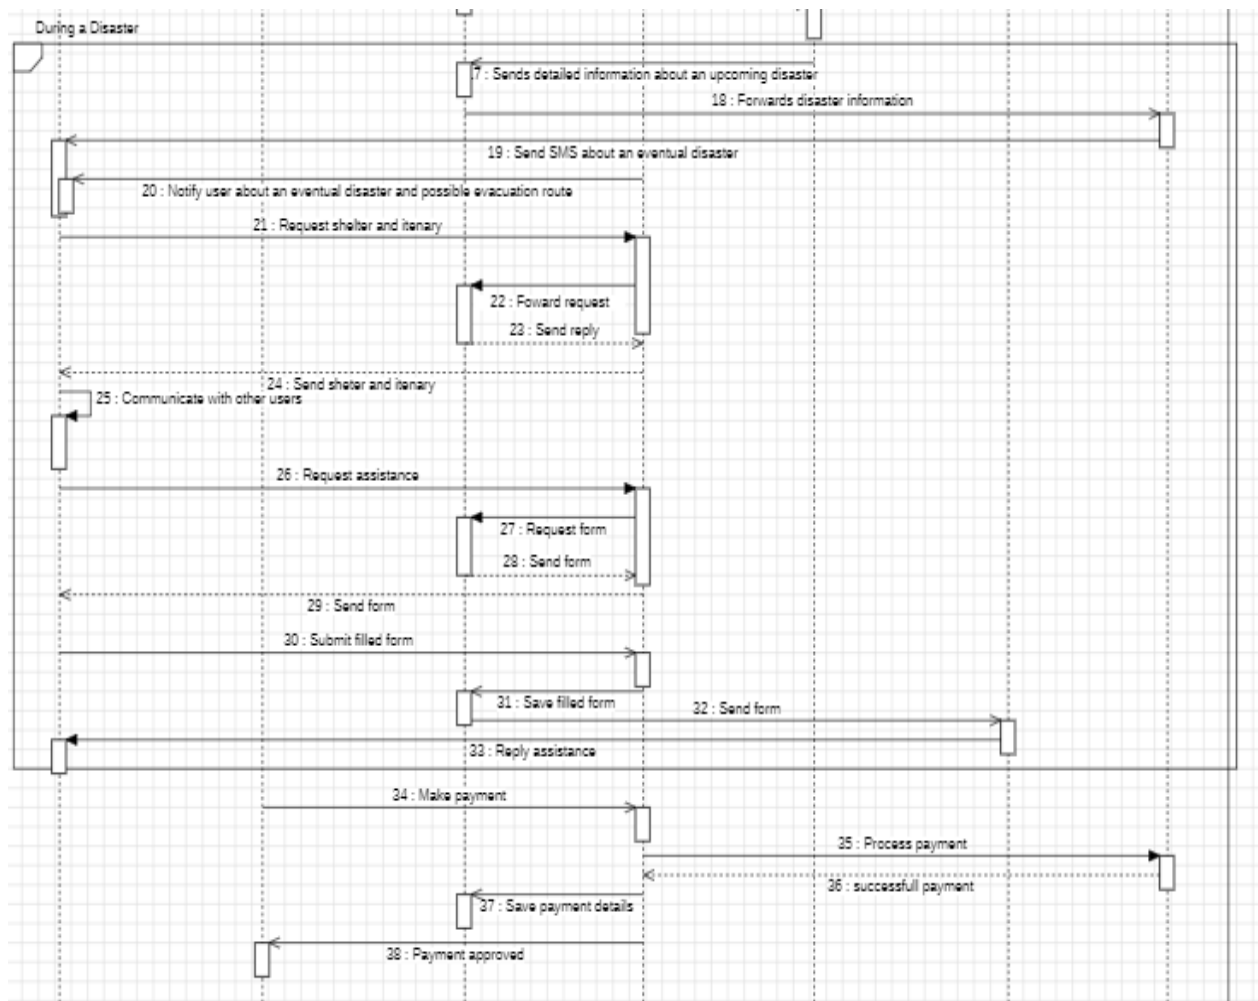 During a Disaster
7 : Sends detailed information about an upcoming disaster
18 : Forwards disaster information
19 : Send SMS about an eventual disaster
20 : Notify user about an eventual disaster and possible evacuation route
21 : Request shelter and itenary
22 : Foward request
23 : Send reply
24 : Send sheter and itenary
25 : Communicate with other users
26 : Request assistance
27 : Request form
28 : Send form
29 : Send form
30 : Submit filled form
31 : Save filled form
32 : Send form
33 : Reply assistance
34 : Make payment
35 : Process payment
36 : successfull payment
37 : Save payment details
38 : Payment approved